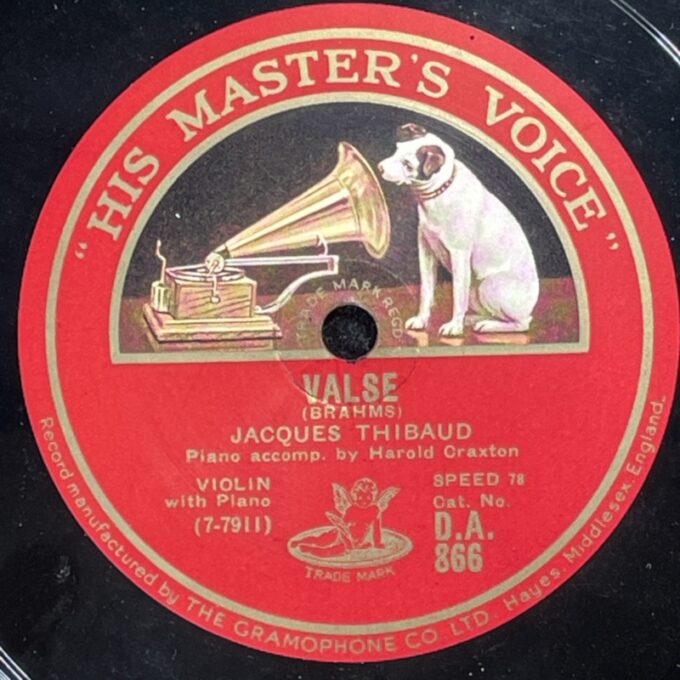 "HIS MASTER'S VOICE"
TRADE MARK REGD
VALSE
(BRAHMS)
JACQUES THIBAUD
Piano accomp. by Harold Craxton
VIOLIN
with Piano
(7-7911)
SPEED 78
Cat. No.
D.A.
866
TRADE MARK
Record manufactured by THE GRAMOPHONE CO. LTD. Hayes. Middlesex. England.